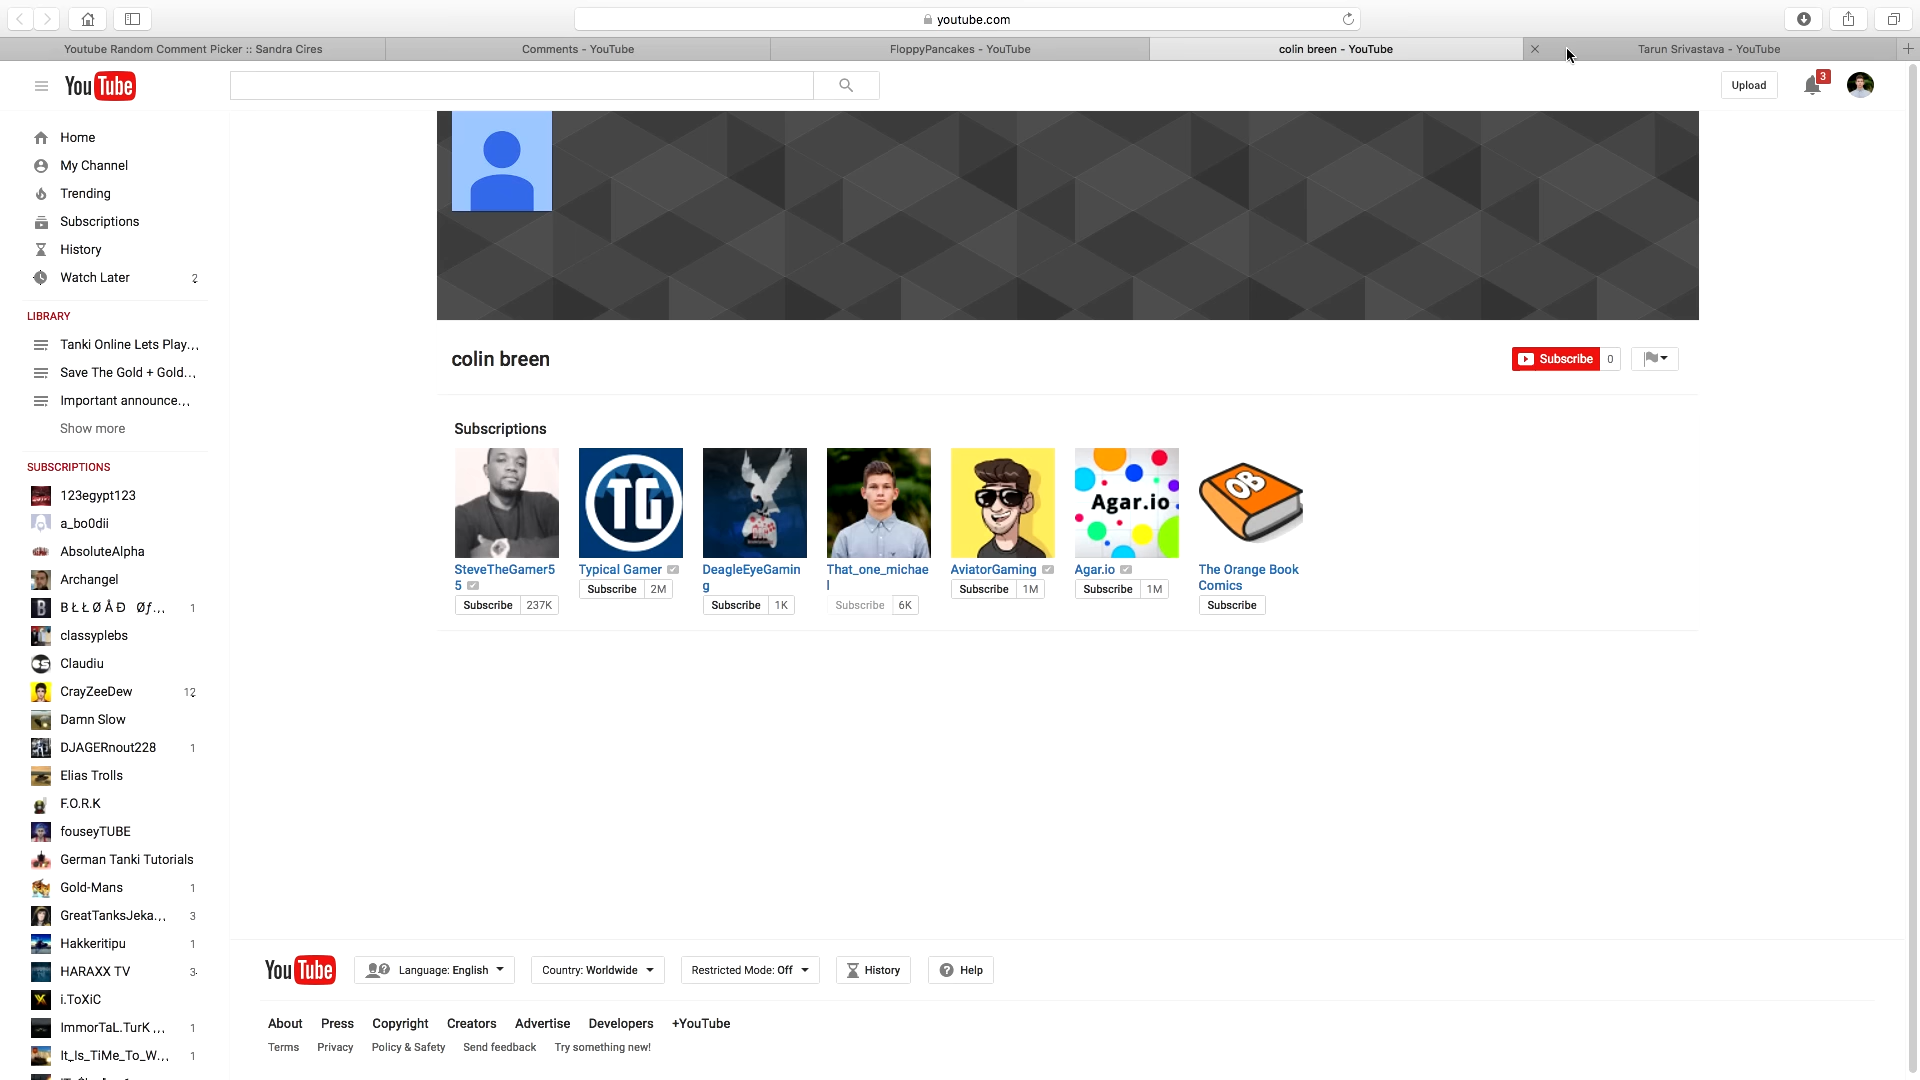 youtube.com
Youtube Random Comment Picker :: Sandra Cires
Comments - YouTube
FloppyPancakes - YouTube
colin breen - YouTube
Tarun Srivastava - YouTube
YouTube
Upload
3
Home
My Channel
Trending
Subscriptions
History
Watch Later 2
LIBRARY
Tanki Online Lets Play...
Save The Gold + Gold...
Important announce...
Show more
SUBSCRIPTIONS
123egypt123
a_bo0dii
AbsoluteAlpha
Archangel
B Ł Ł Ø Å Ð Øƒ... 1
classyplebs
Claudiu
CrayZeeDew 12
Damn Slow
DJAGERnout228 1
Elias Trolls
F.O.R.K
fouseyTUBE
German Tanki Tutorials
Gold-Mans 1
GreatTanksJeka... 3
Hakkeritipu 1
HARAXX TV 3
i.ToXiC
ImmorTaL.TurK ... 1
It_Is_TiMe_To_W... 1
colin breen
Subscribe 0
Subscriptions
TG
Agar.io
OB
SteveTheGamer5
5
Subscribe 237K
Typical Gamer
Subscribe 2M
DeagleEyeGamin
g
Subscribe 1K
That_one_michae
l
Subscribe 6K
AviatorGaming
Subscribe 1M
Agar.io
Subscribe 1M
The Orange Book
Comics
Subscribe
YouTube
Language: English
Country: Worldwide
Restricted Mode: Off
History
Help
About Press Copyright Creators Advertise Developers +YouTube
Terms Privacy Policy & Safety Send feedback Try something new!